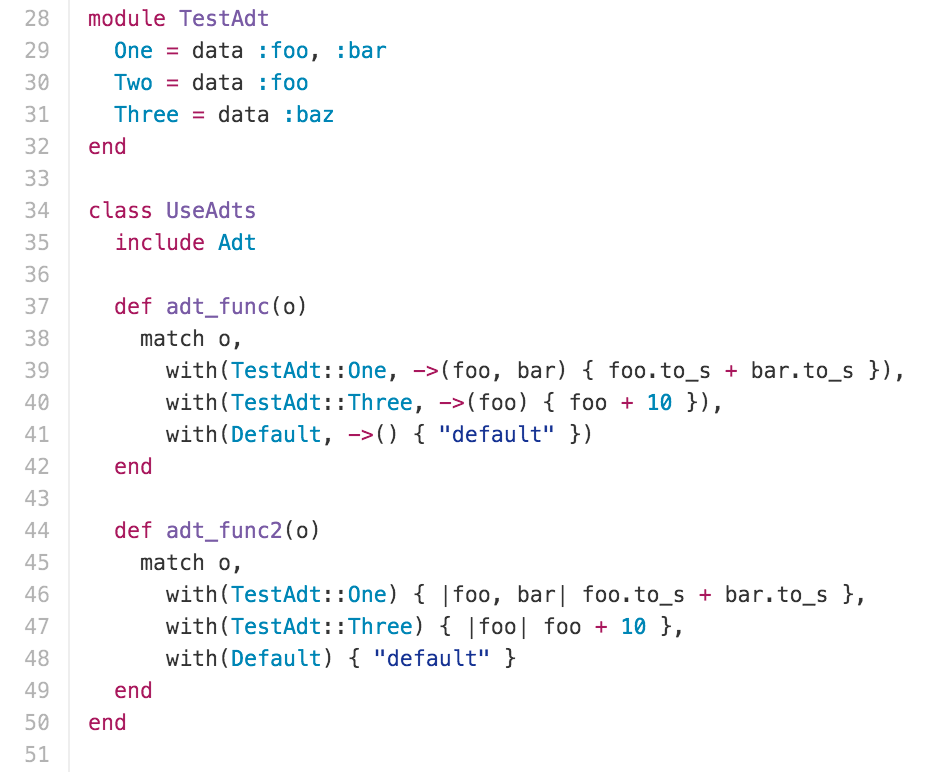 28 module TestAdt
29   One = data :foo, :bar
30   Two = data :foo
31   Three = data :baz
32 end
33
34 class UseAdts
35   include Adt
36
37   def adt_func(o)
38     match o,
39       with(TestAdt::One, ->(foo, bar) { foo.to_s + bar.to_s }),
40       with(TestAdt::Three, ->(foo) { foo + 10 }),
41       with(Default, ->() { "default" })
42   end
43
44   def adt_func2(o)
45     match o,
46       with(TestAdt::One) { |foo, bar| foo.to_s + bar.to_s },
47       with(TestAdt::Three) { |foo| foo + 10 },
48       with(Default) { "default" }
49   end
50 end
51